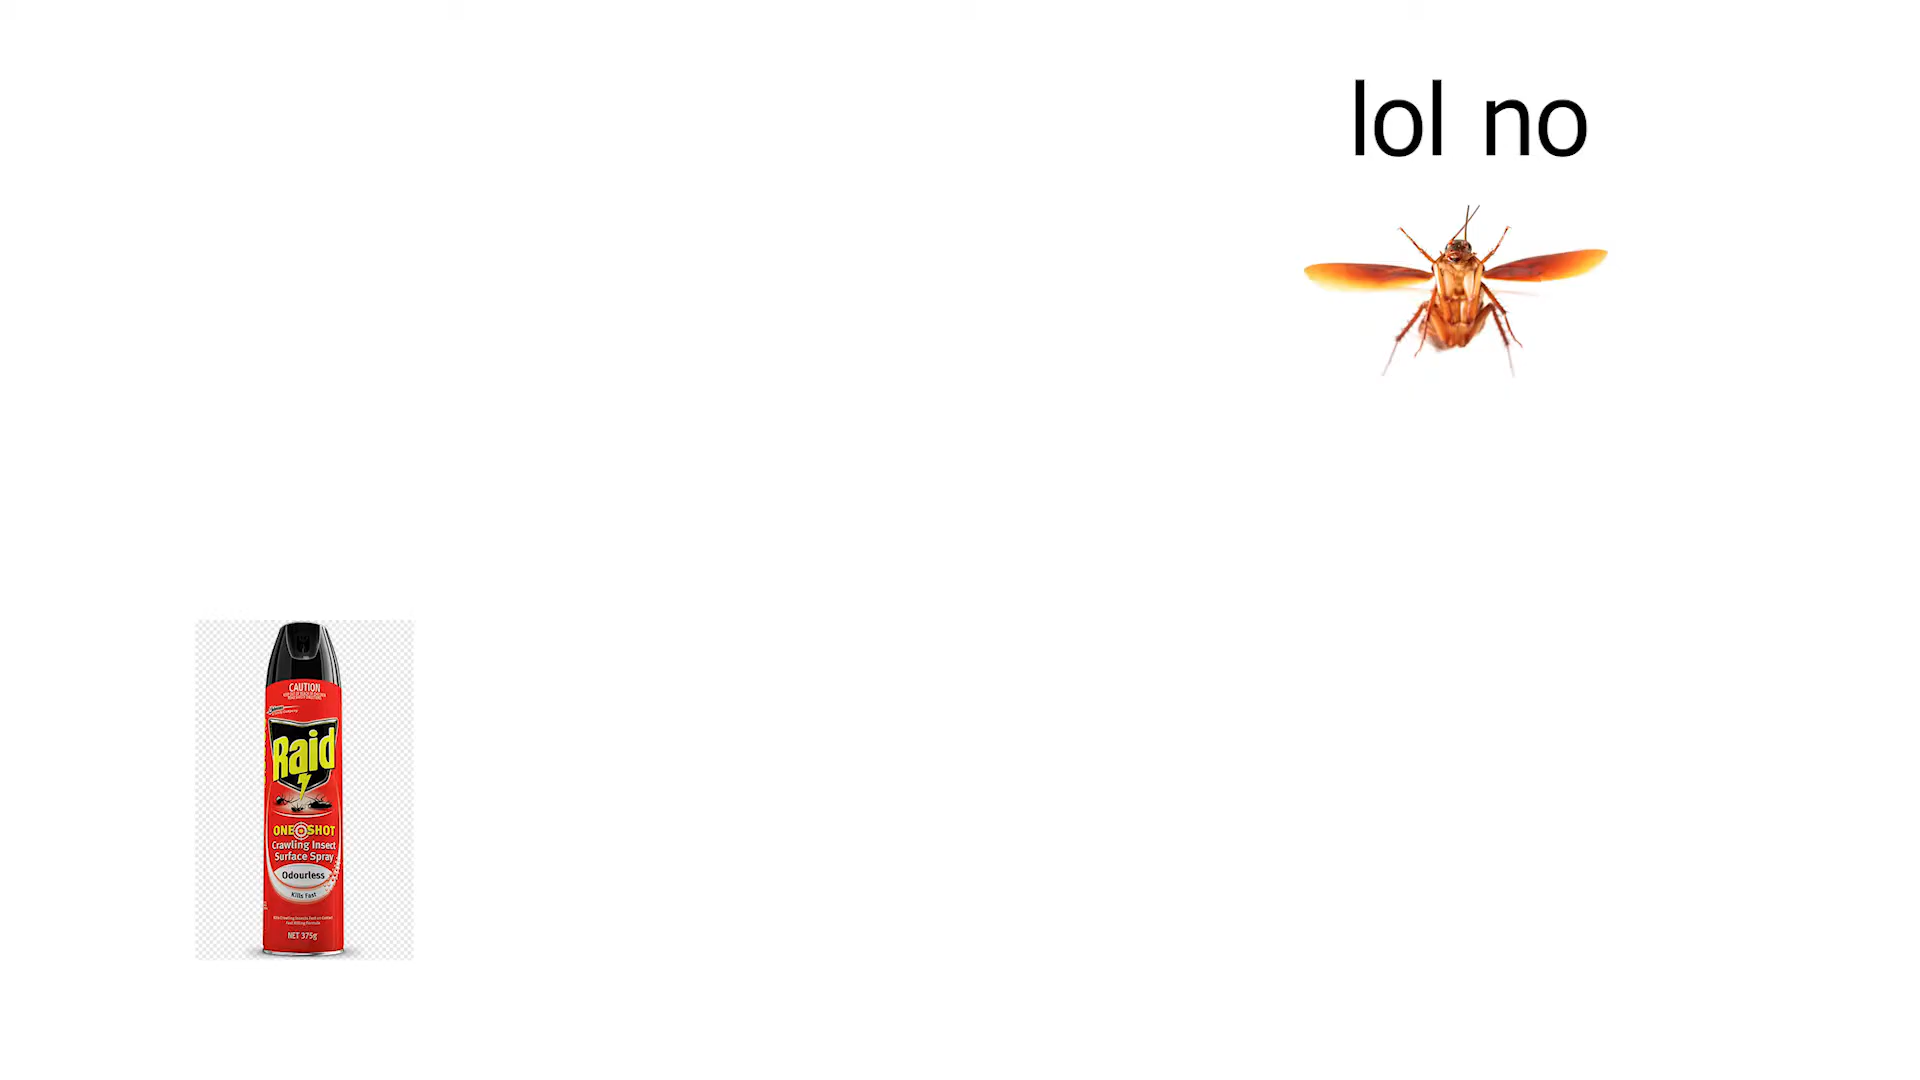 lol no
CAUTION
Raid
ONE SHOT
Crawling Insect
Surface Spray
Odourless
Kills Fast
NET 375g